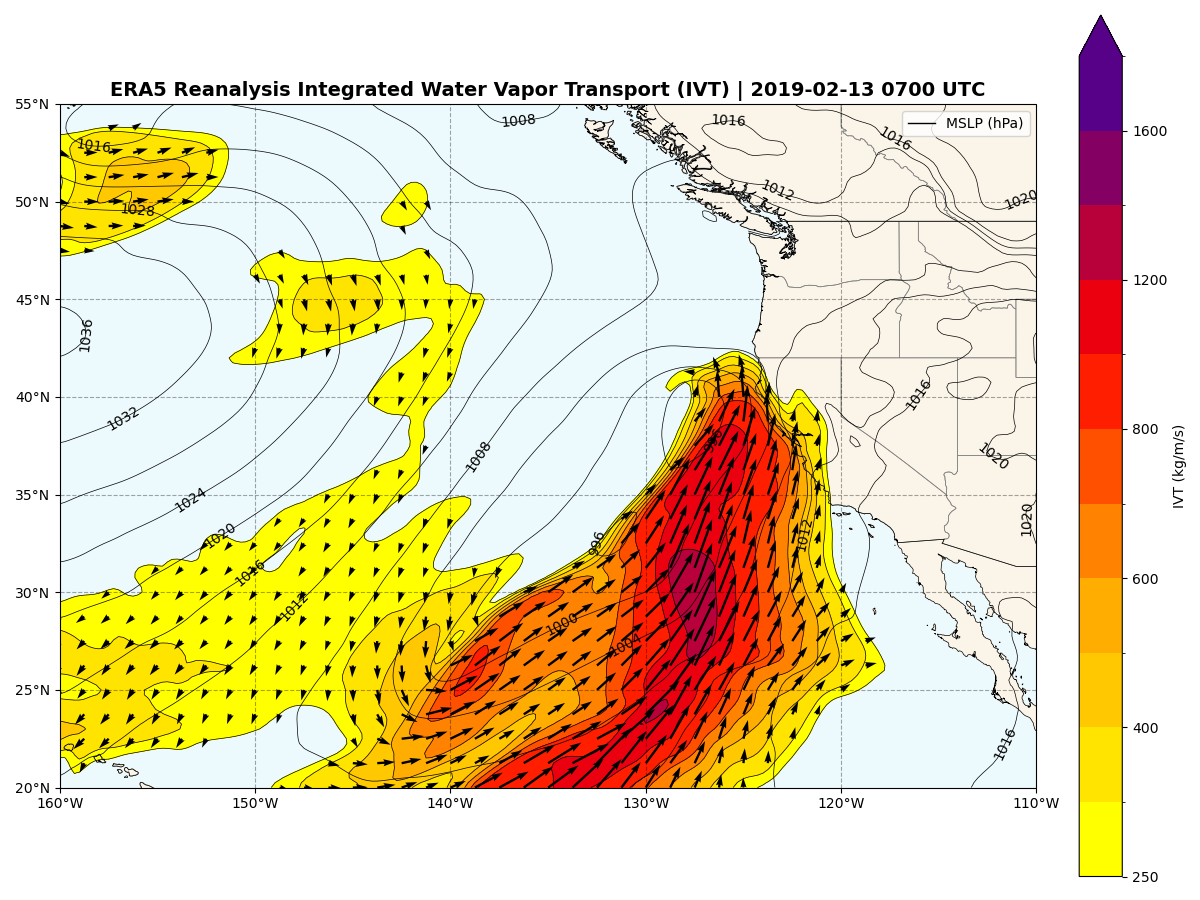 ERA5 Reanalysis Integrated Water Vapor Transport (IVT) | 2019-02-13 0700 UTC
MSLP (hPa)
55°N
50°N
45°N
40°N
35°N
30°N
25°N
20°N
160°W
150°W
140°W
130°W
120°W
110°W
1016
1008
1016
1016
1012
1020
1028
1036
1032
1024
1020
1016
1012
1008
996
996
1000
1004
1012
1016
1020
1020
1016
1600
1200
800
600
400
250
IVT (kg/m/s)